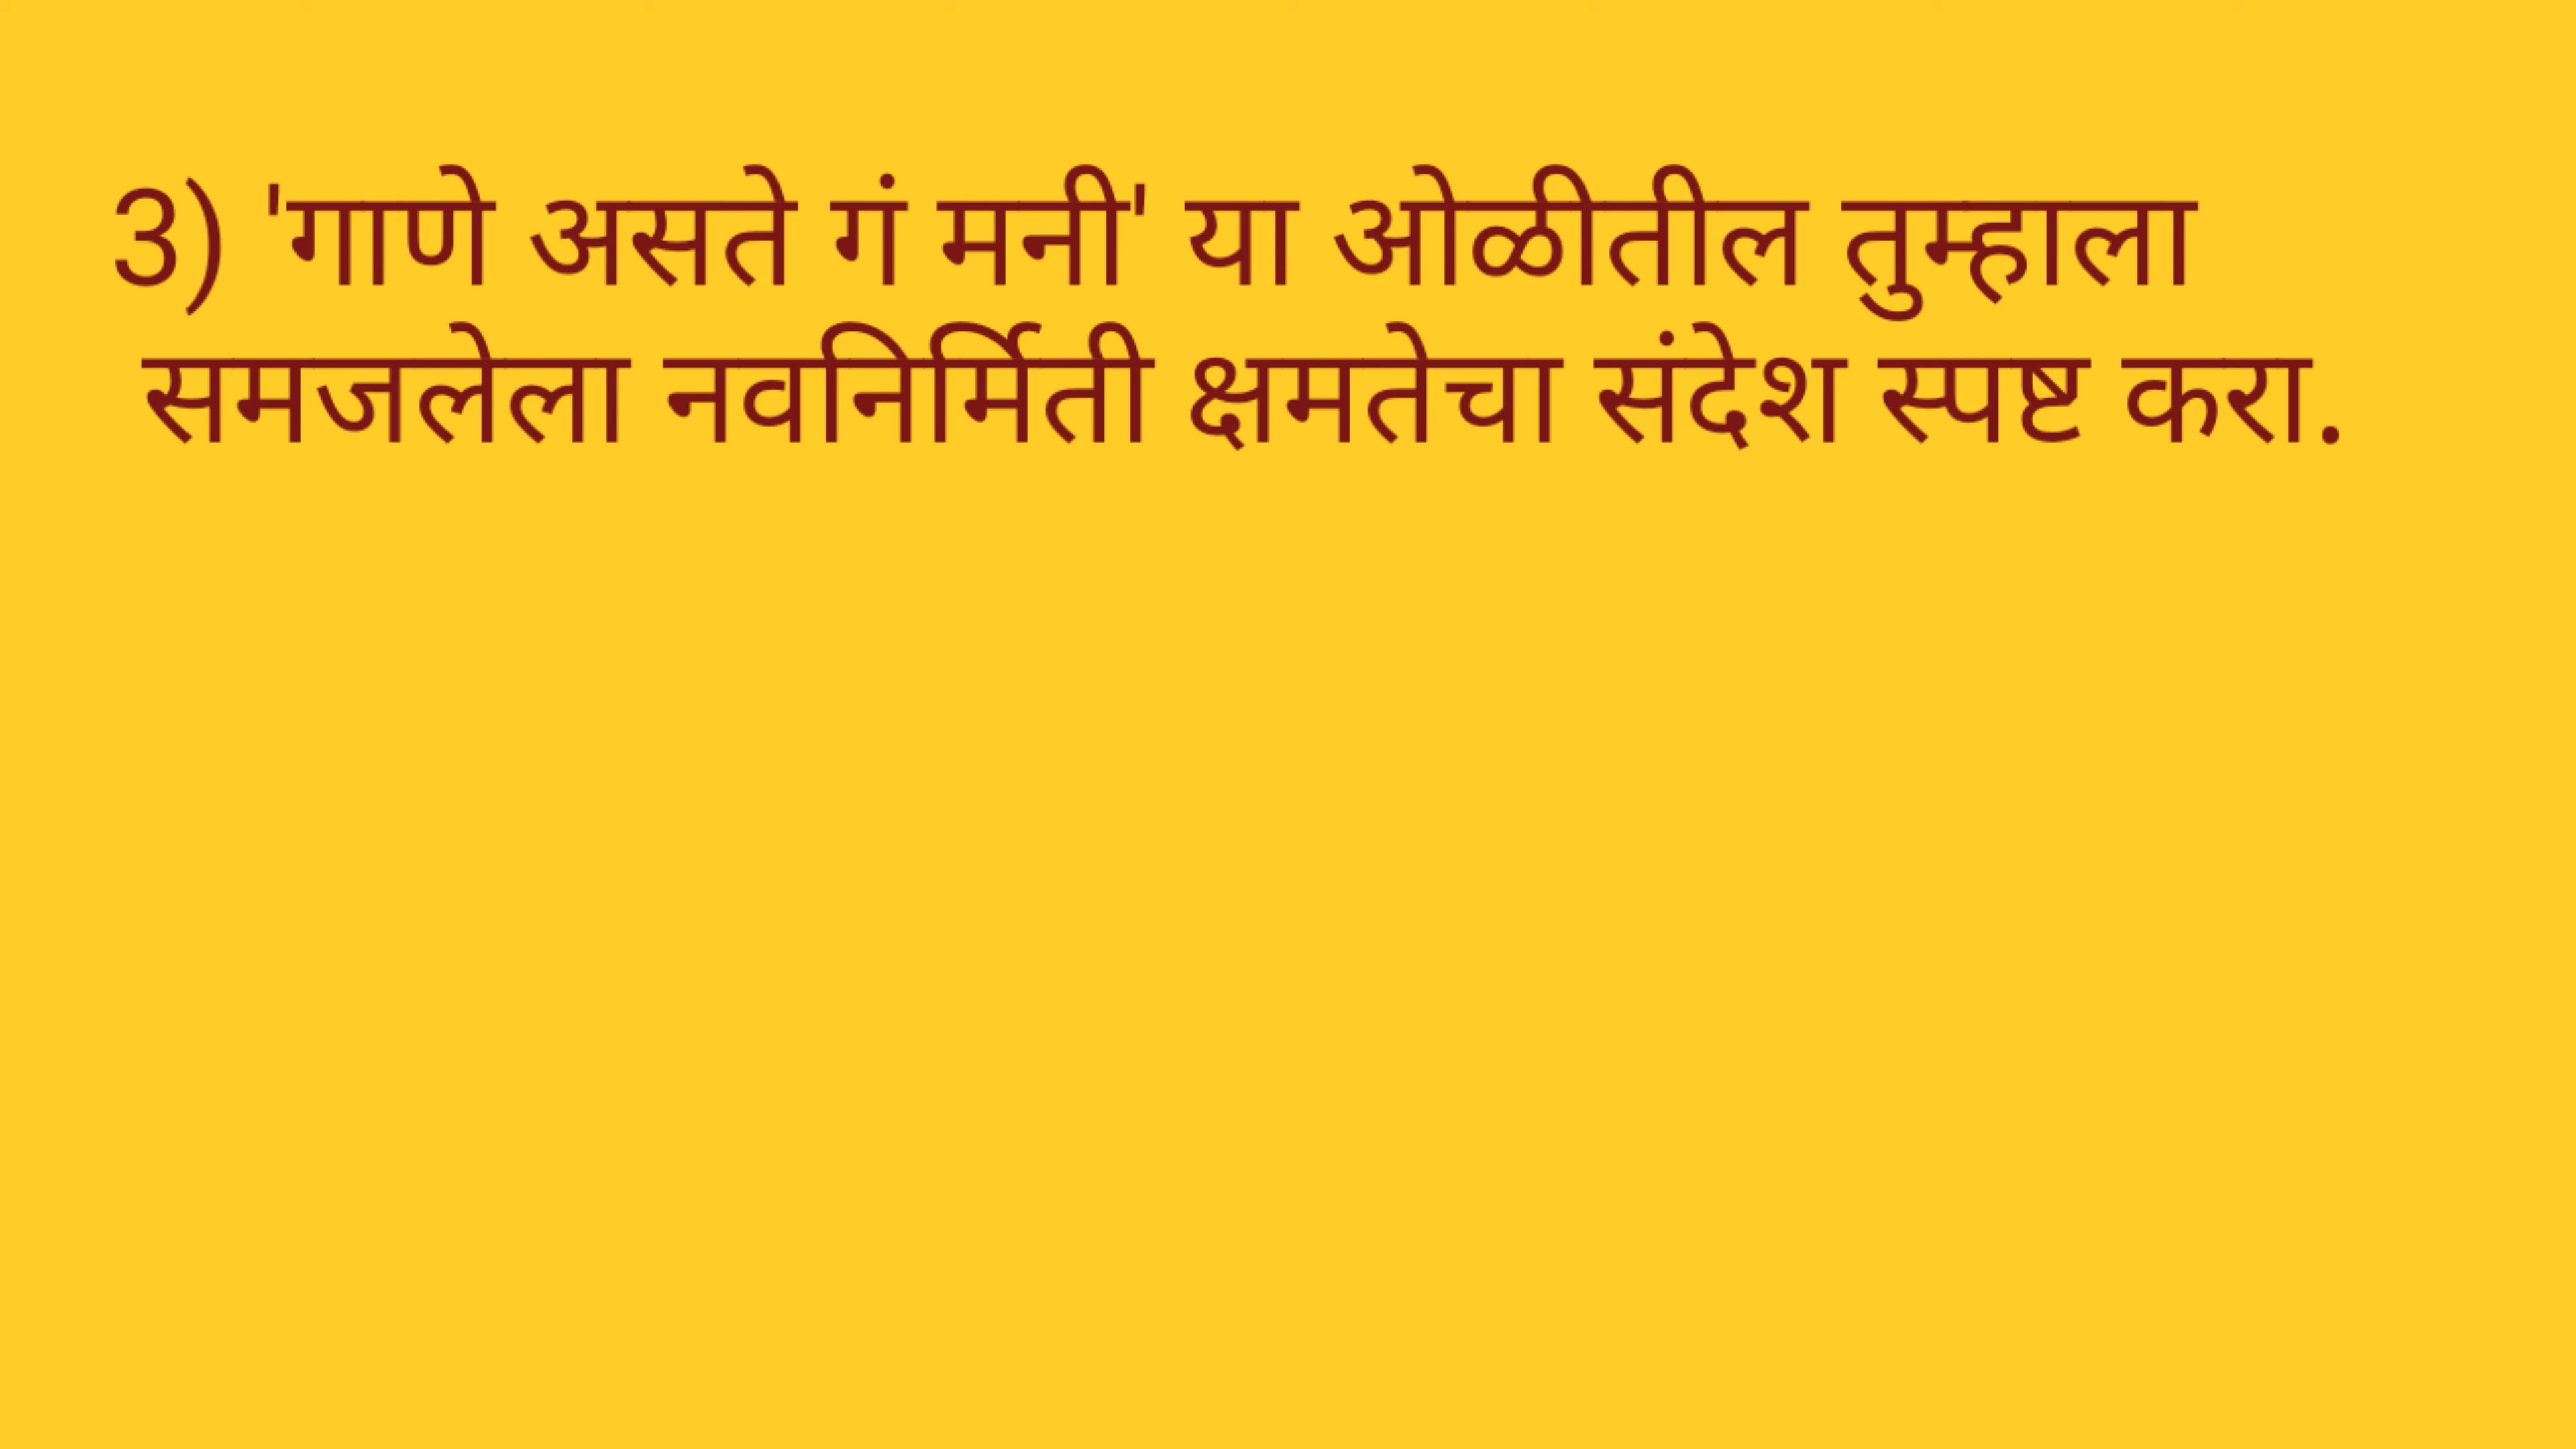 3) 'गाणे असते गं मनी' या ओळीतील तुम्हाला
समजलेला नवनिर्मिती क्षमतेचा संदेश स्पष्ट करा.